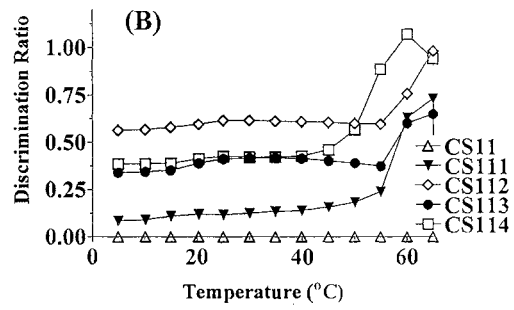 (B)
Discrimination Ratio
1.00
0.75
0.50
0.25
0.00
0
20
40
60
Temperature (°C)
CS11
CS111
CS112
CS113
CS114